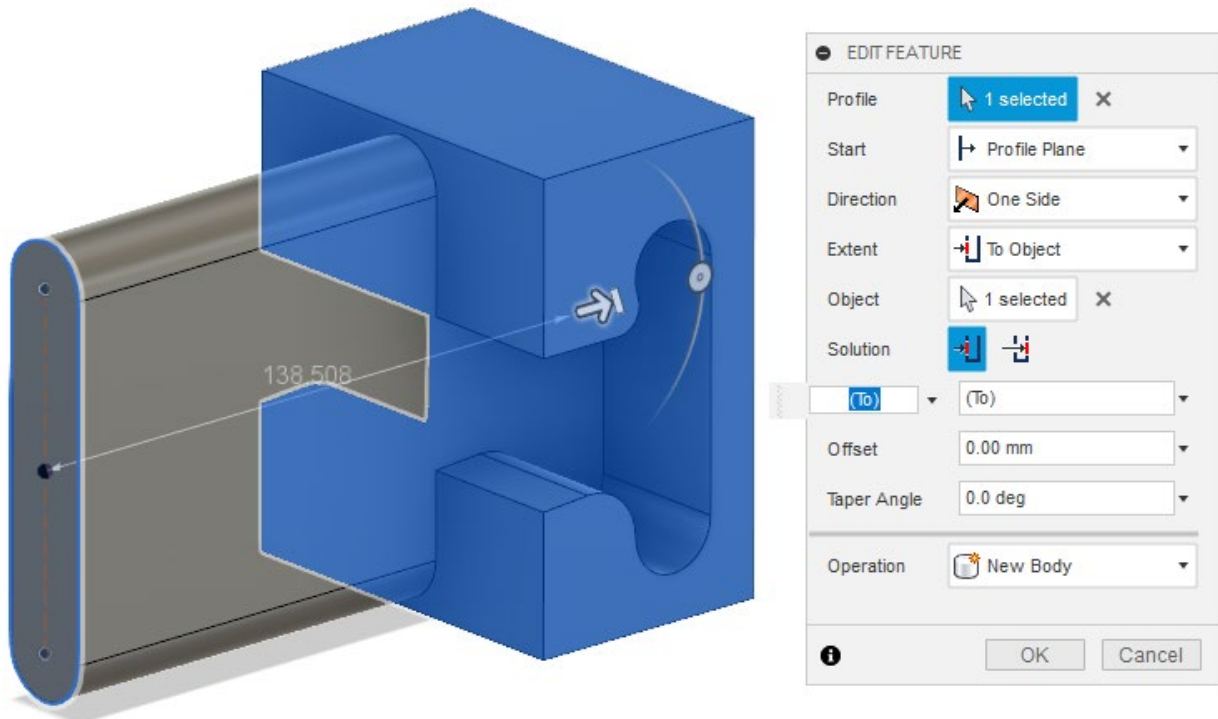 138.508
EDIT FEATURE
Profile 1 selected
Start Profile Plane
Direction One Side
Extent To Object
Object 1 selected
Solution
(To) (To)
Offset 0.00 mm
Taper Angle 0.0 deg
Operation New Body
OK Cancel